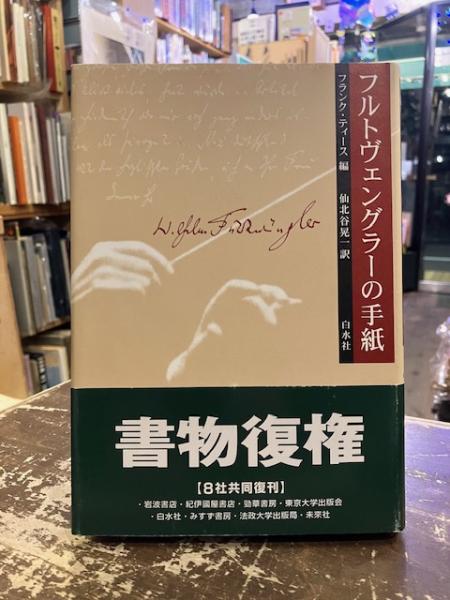 フルトヴェングラーの手紙
フランク・ティース 編
仙北谷晃一 訳
白水社
Wilhelm Furtwängler
書物復権
【8社共同復刊】
・岩波書店・紀伊國屋書店・勁草書房・東京大学出版会
・白水社・みすず書房・法政大学出版局・未來社